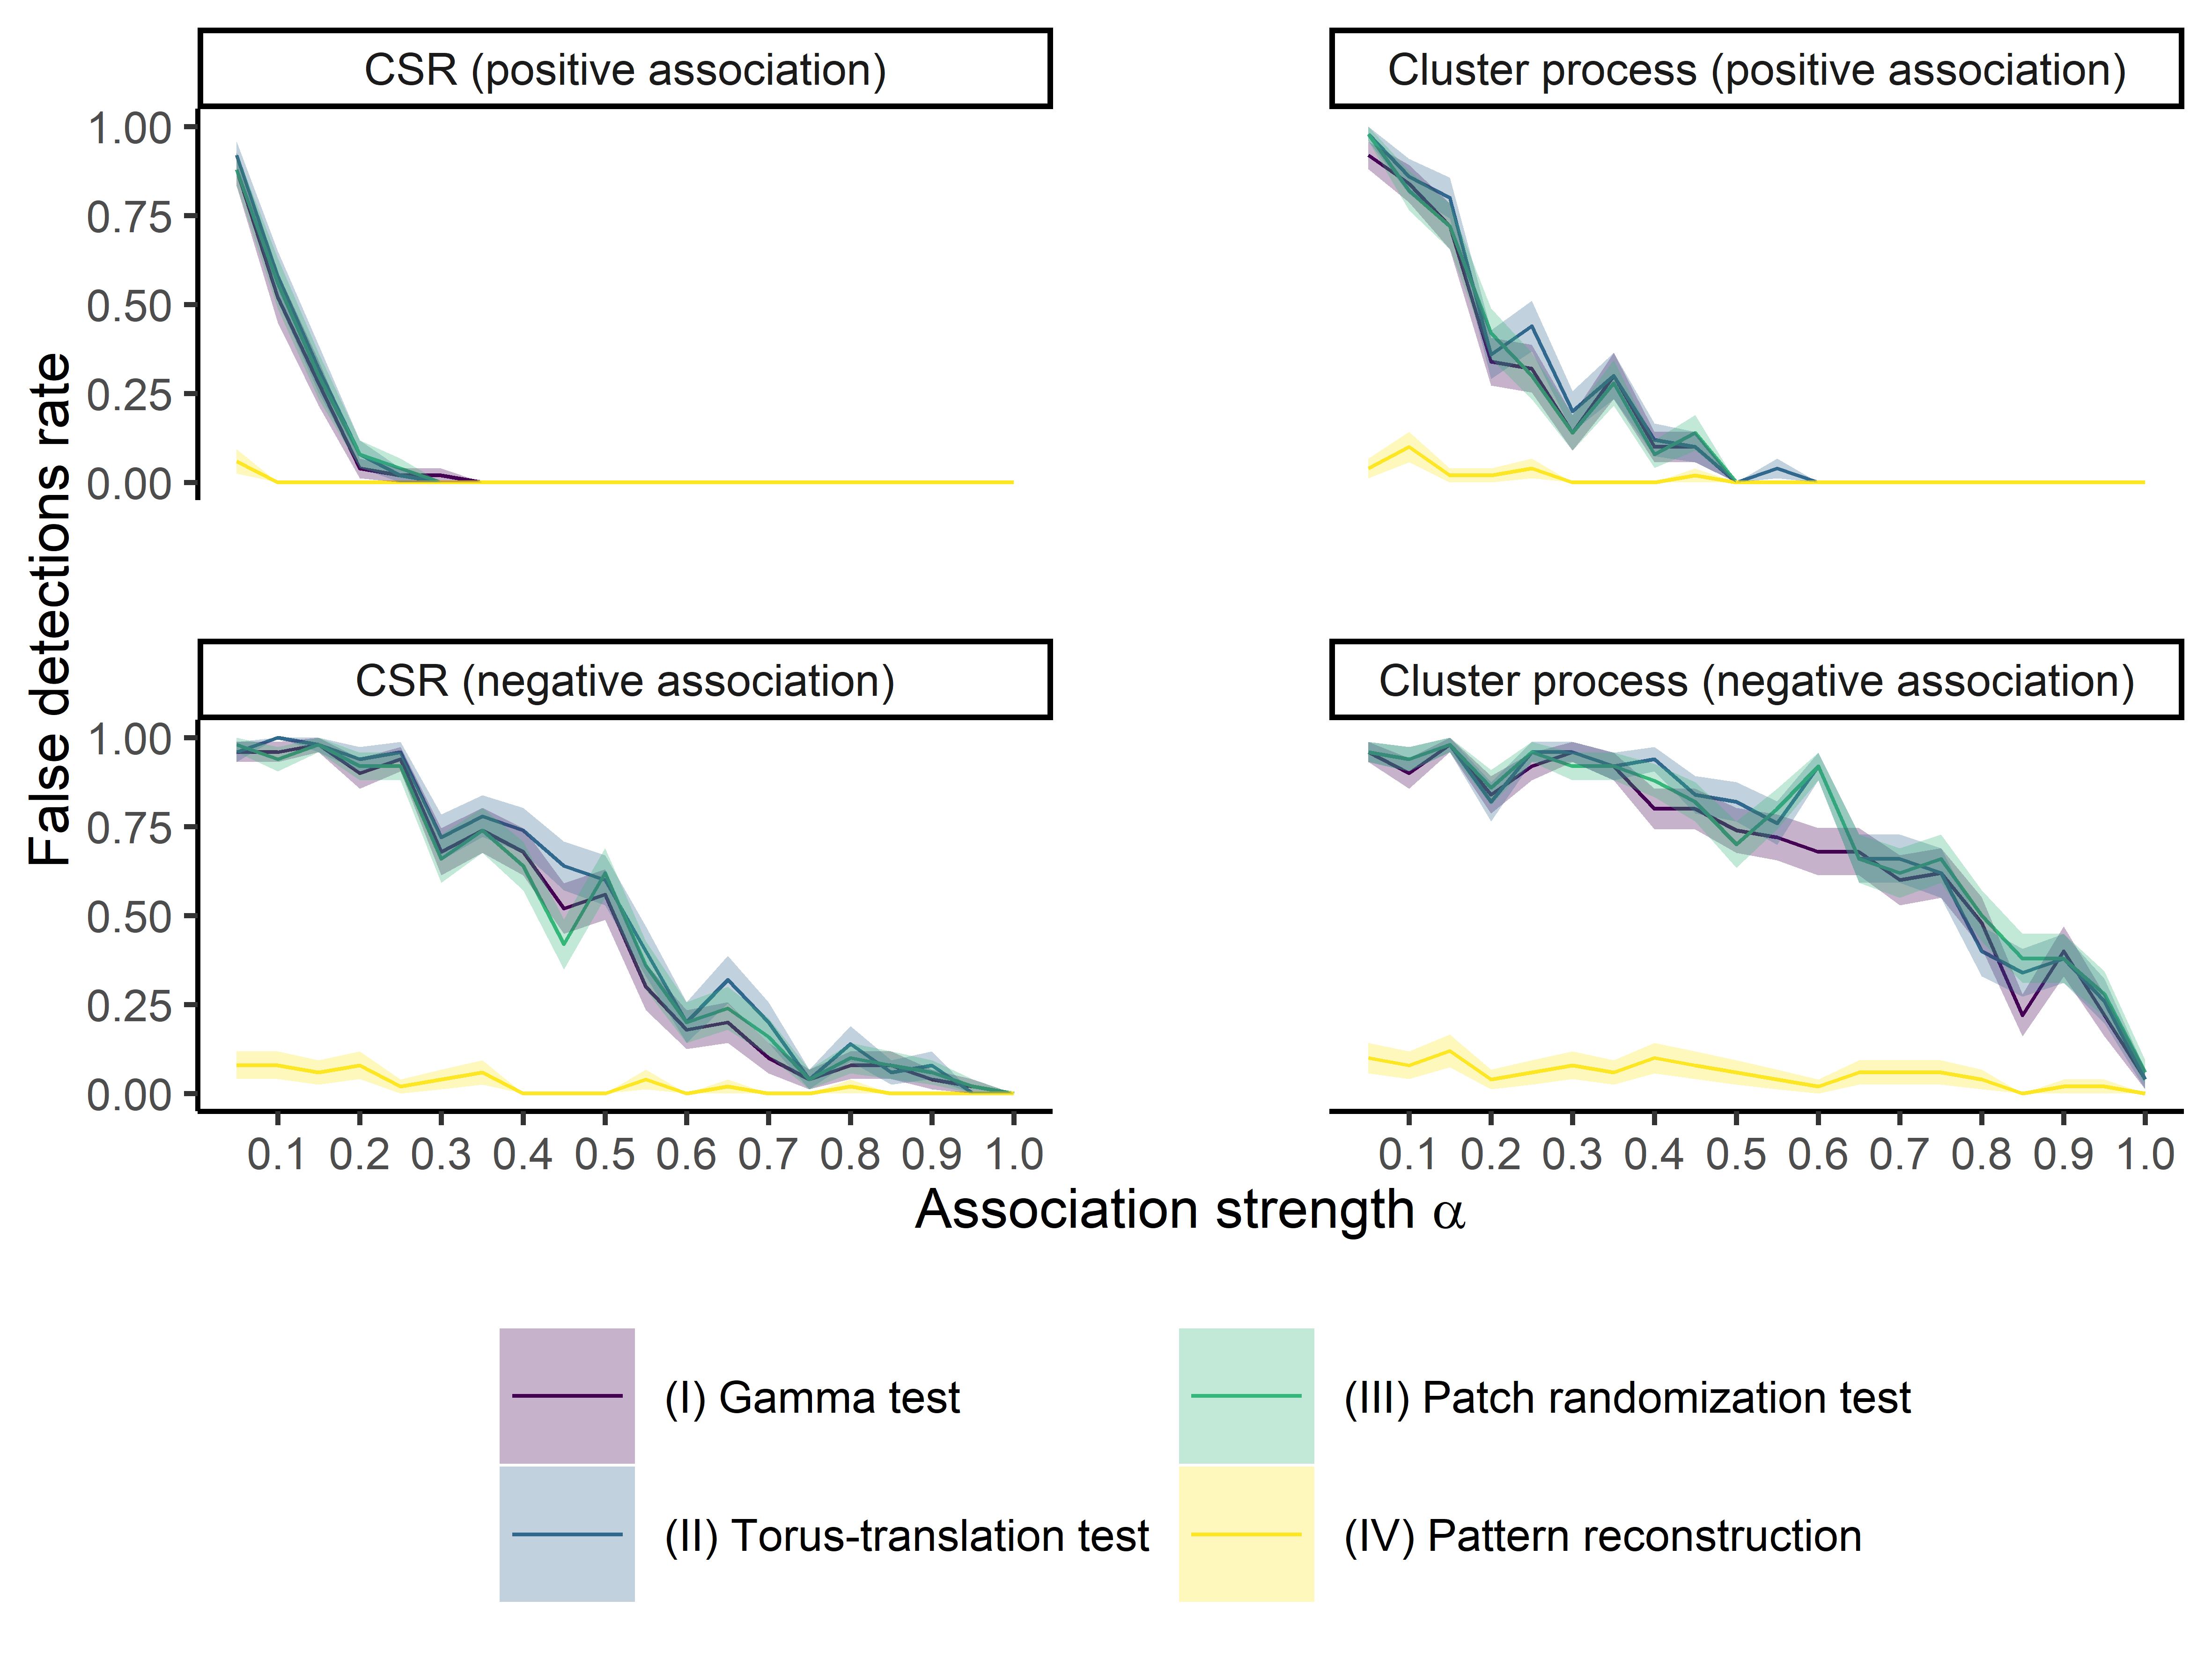 CSR (positive association)
Cluster process (positive association)
1.00
0.75
0.50
0.25
0.00
False detections rate
CSR (negative association)
Cluster process (negative association)
1.00
0.75
0.50
0.25
0.00
0.1 0.2 0.3 0.4 0.5 0.6 0.7 0.8 0.9 1.0
0.1 0.2 0.3 0.4 0.5 0.6 0.7 0.8 0.9 1.0
Association strength α
(I) Gamma test
(III) Patch randomization test
(II) Torus-translation test
(IV) Pattern reconstruction